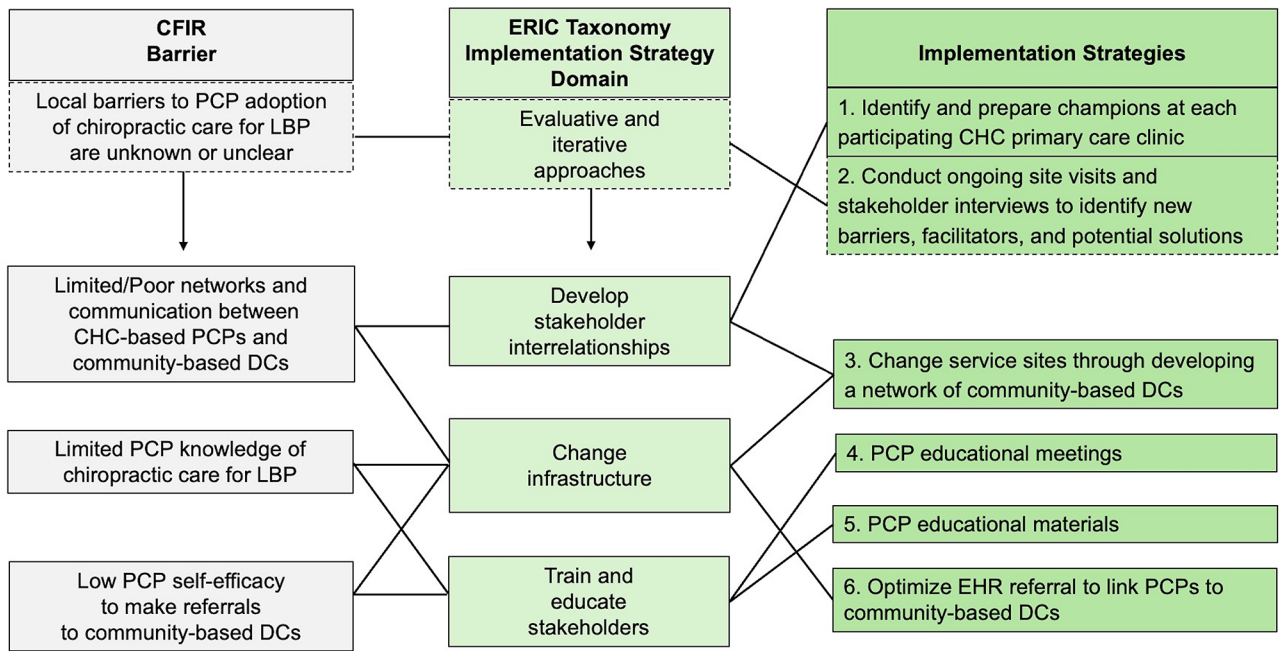 CFIR
Barrier
Local barriers to PCP adoption
of chiropractic care for LBP
are unknown or unclear
Limited/Poor networks and
communication between
CHC-based PCPs and
community-based DCs
Limited PCP knowledge of
chiropractic care for LBP
Low PCP self-efficacy
to make referrals
to community-based DCs
ERIC Taxonomy
Implementation Strategy
Domain
Evaluative and
iterative
approaches
Develop
stakeholder
interrelationships
Change
infrastructure
Train and
educate
stakeholders
Implementation Strategies
1. Identify and prepare champions at each
participating CHC primary care clinic
2. Conduct ongoing site visits and
stakeholder interviews to identify new
barriers, facilitators, and potential solutions
3. Change service sites through developing
a network of community-based DCs
4. PCP educational meetings
5. PCP educational materials
6. Optimize EHR referral to link PCPs to
community-based DCs